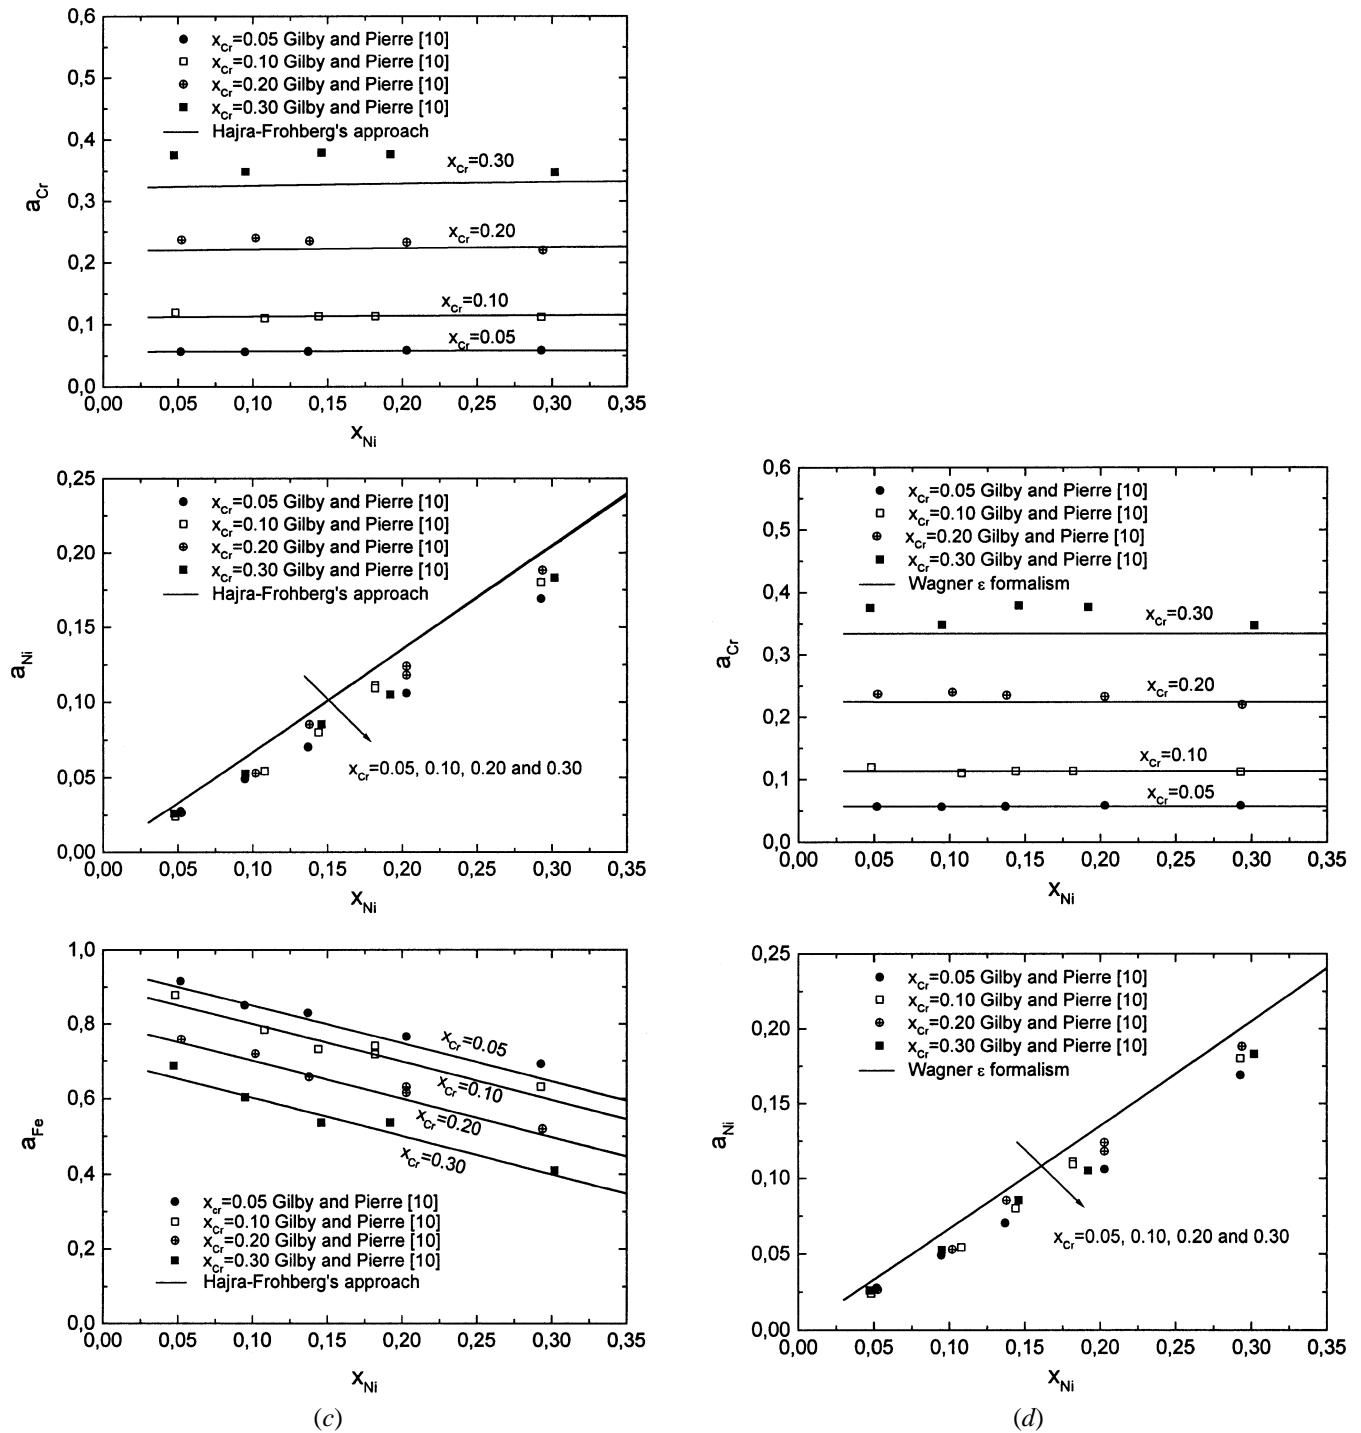 0,6
0,5
0,4
0,3
0,2
0,1
0,0
a_Cr
x_Cr=0.05 Gilby and Pierre [10]
x_Cr=0.10 Gilby and Pierre [10]
x_Cr=0.20 Gilby and Pierre [10]
x_Cr=0.30 Gilby and Pierre [10]
Hajra-Frohberg's approach
x_Cr=0.30
x_Cr=0.20
x_Cr=0.10
x_Cr=0.05
0,00 0,05 0,10 0,15 0,20 0,25 0,30 0,35
x_Ni
0,25
0,20
0,15
0,10
0,05
0,00
a_Ni
x_Cr=0.05 Gilby and Pierre [10]
x_Cr=0.10 Gilby and Pierre [10]
x_Cr=0.20 Gilby and Pierre [10]
x_Cr=0.30 Gilby and Pierre [10]
Hajra-Frohberg's approach
x_Cr=0.05, 0.10, 0.20 and 0.30
0,00 0,05 0,10 0,15 0,20 0,25 0,30 0,35
x_Ni
1,0
0,8
0,6
0,4
0,2
0,0
a_Fe
x_Cr=0.05
x_Cr=0.10
x_Cr=0.20
x_Cr=0.30
x_cr=0.05 Gilby and Pierre [10]
x_Cr=0.10 Gilby and Pierre [10]
x_Cr=0.20 Gilby and Pierre [10]
x_Cr=0.30 Gilby and Pierre [10]
Hajra-Frohberg's approach
0,00 0,05 0,10 0,15 0,20 0,25 0,30 0,35
x_Ni
(c)
0,6
0,5
0,4
0,3
0,2
0,1
0,0
a_Cr
x_Cr=0.05 Gilby and Pierre [10]
x_Cr=0.10 Gilby and Pierre [10]
x_Cr=0.20 Gilby and Pierre [10]
x_Cr=0.30 Gilby and Pierre [10]
Wagner ε formalism
x_Cr=0.30
x_Cr=0.20
x_Cr=0.10
x_Cr=0.05
0,00 0,05 0,10 0,15 0,20 0,25 0,30 0,35
x_Ni
0,25
0,20
0,15
0,10
0,05
0,00
a_Ni
x_Cr=0.05 Gilby and Pierre [10]
x_Cr=0.10 Gilby and Pierre [10]
x_Cr=0.20 Gilby and Pierre [10]
x_Cr=0.30 Gilby and Pierre [10]
Wagner ε formalism
x_Cr=0.05, 0.10, 0.20 and 0.30
0,00 0,05 0,10 0,15 0,20 0,25 0,30 0,35
x_Ni
(d)